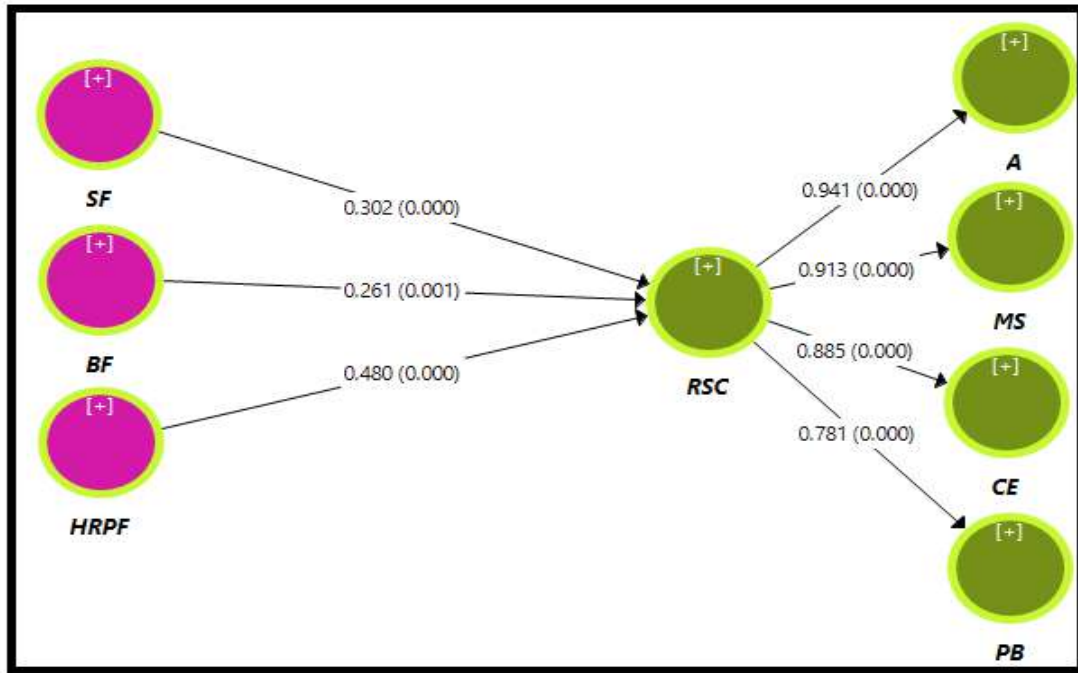 [+]
SF
[+]
BF
[+]
HRPF
0.302 (0.000)
0.261 (0.001)
0.480 (0.000)
[+]
RSC
0.941 (0.000)
0.913 (0.000)
0.885 (0.000)
0.781 (0.000)
[+]
A
[+]
MS
[+]
CE
[+]
PB